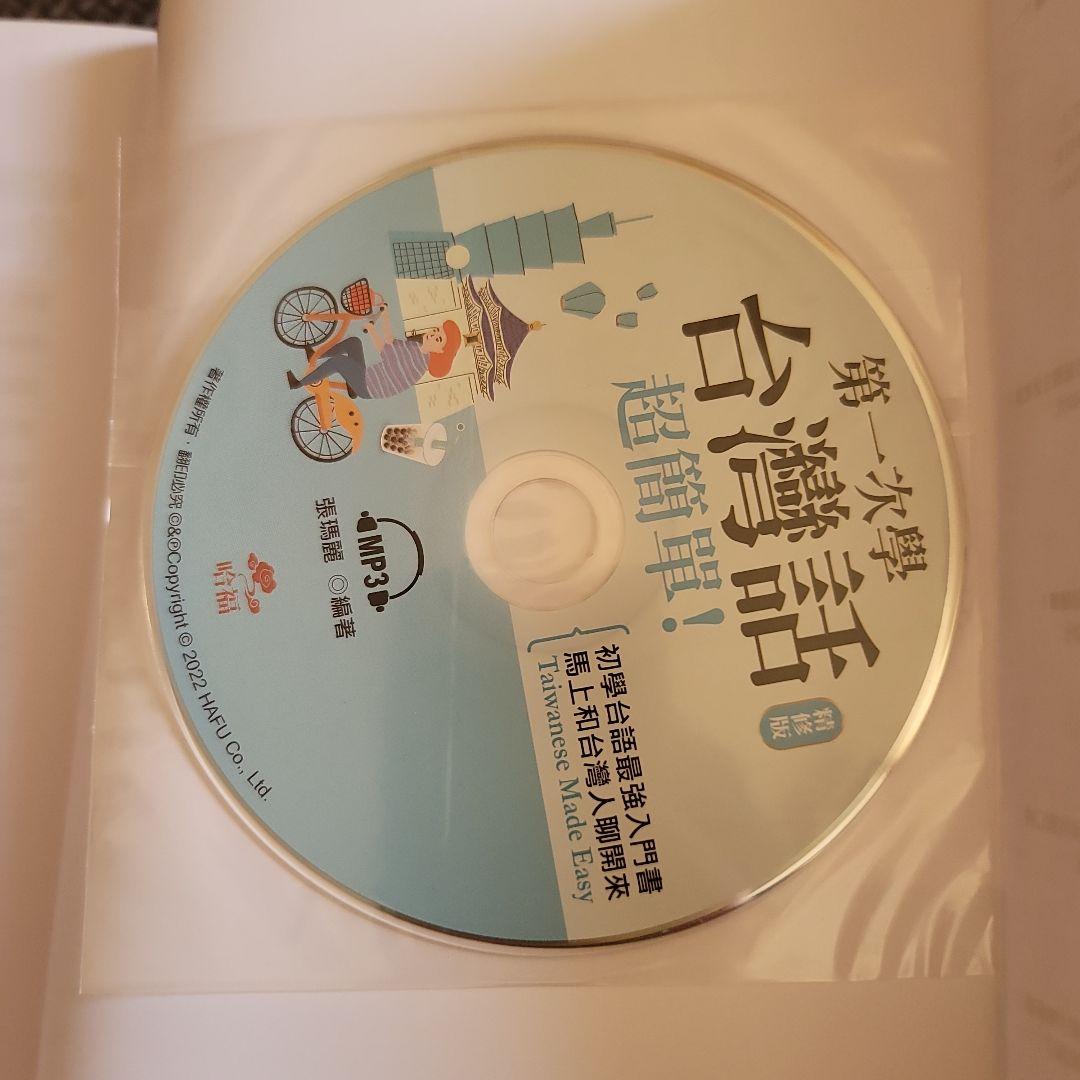 第一次學
台灣話
精修版
超簡單！
初學台語最強入門書
馬上和台灣人聊開來
Taiwanese Made Easy
MP3
張瑪麗 ◎編著
哈福
著作權所有．翻印必究 ©&℗Copyright © 2022 HAFU Co., Ltd.